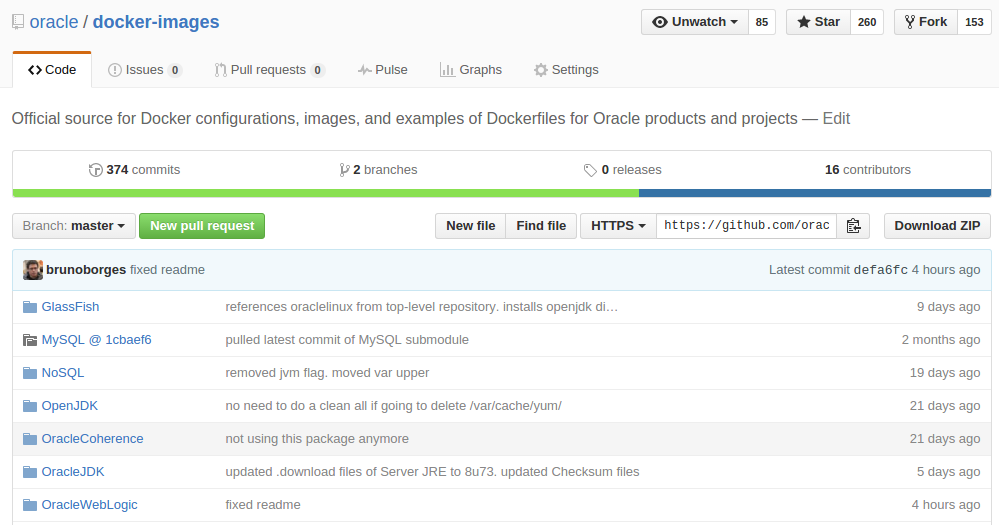 oracle / docker-images Unwatch 85 Star 260 Fork 153
Code Issues 0 Pull requests 0 Pulse Graphs Settings
Official source for Docker configurations, images, and examples of Dockerfiles for Oracle products and projects — Edit
374 commits 2 branches 0 releases 16 contributors
Branch: master New pull request New file Find file HTTPS https://github.com/orac Download ZIP
brunoborges fixed readme Latest commit defa6fc 4 hours ago
GlassFish references oraclelinux from top-level repository. installs openjdk di… 9 days ago
MySQL @ 1cbaef6 pulled latest commit of MySQL submodule 2 months ago
NoSQL removed jvm flag. moved var upper 19 days ago
OpenJDK no need to do a clean all if going to delete /var/cache/yum/ 21 days ago
OracleCoherence not using this package anymore 21 days ago
OracleJDK updated .download files of Server JRE to 8u73. updated Checksum files 5 days ago
OracleWebLogic fixed readme 4 hours ago